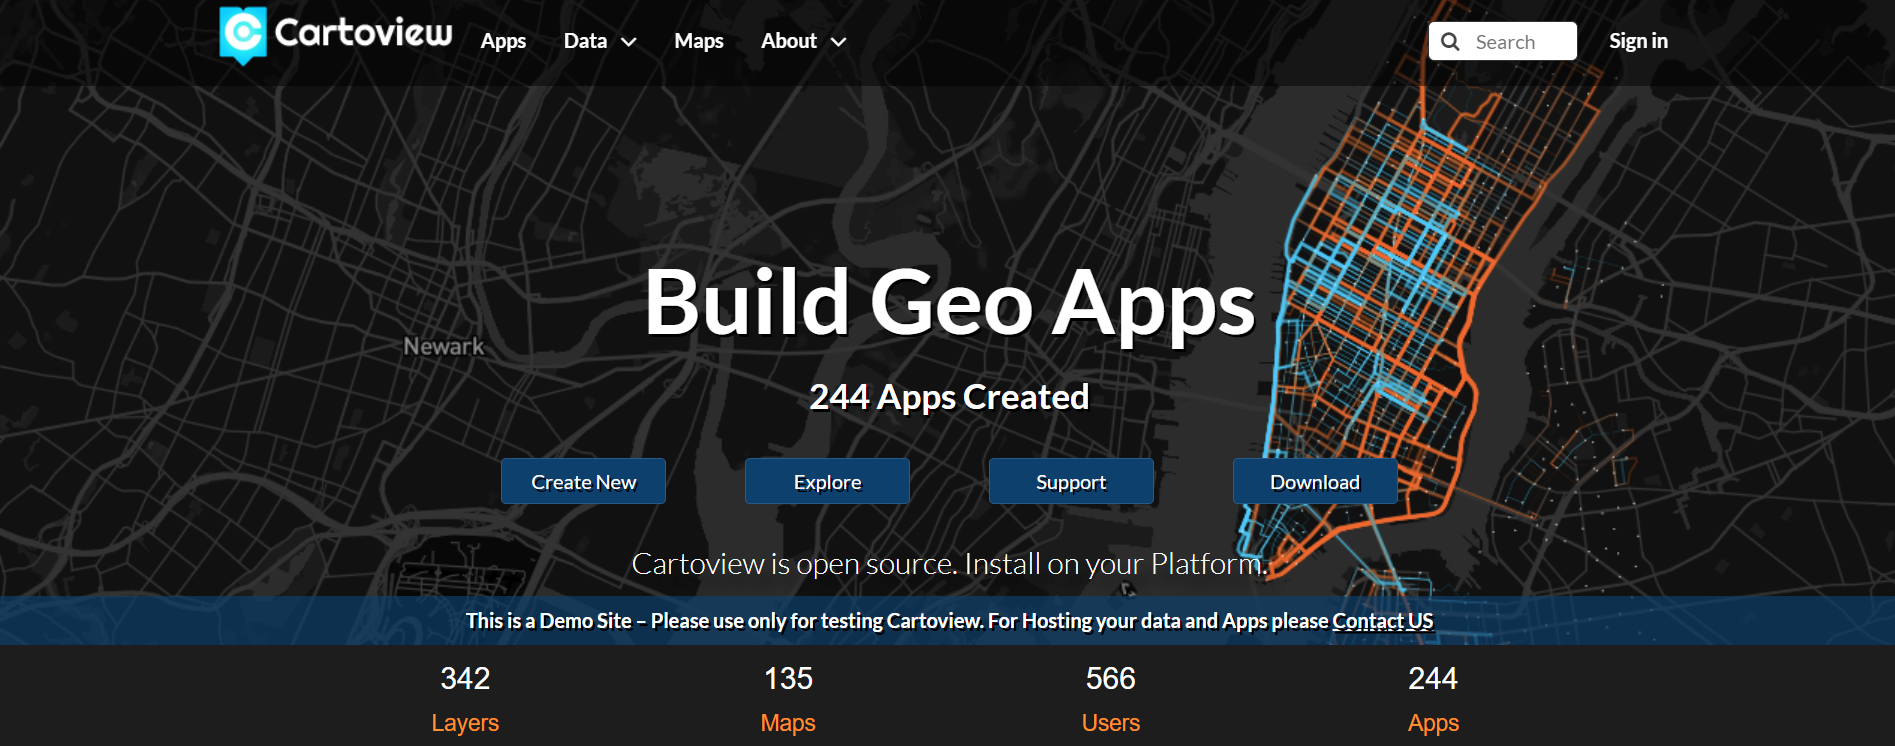 Cartoview Apps Data Maps About Search Sign in
Build Geo Apps
Newark
244 Apps Created
Create New Explore Support Download
Cartoview is open source. Install on your Platform.
This is a Demo Site – Please use only for testing Cartoview. For Hosting your data and Apps please Contact US
342 135 566 244
Layers Maps Users Apps